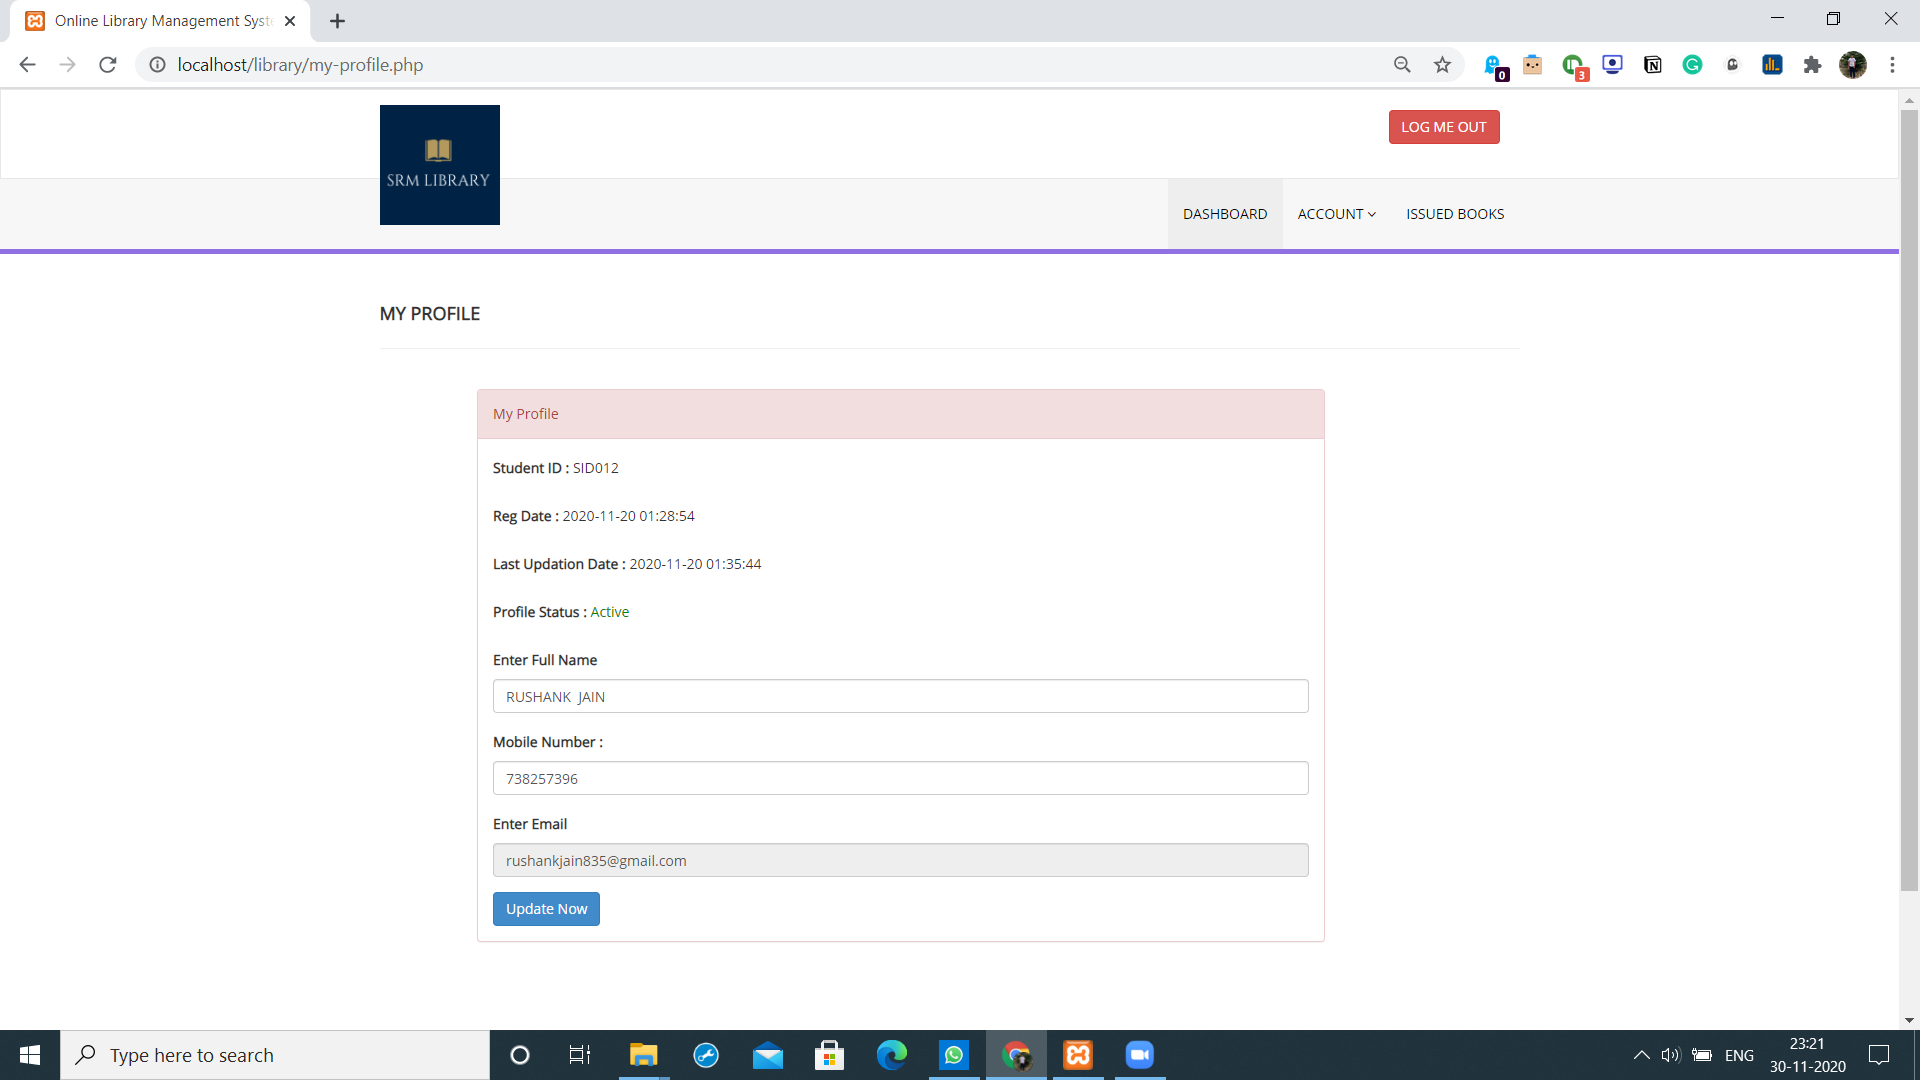 Online Library Management Syste
localhost/library/my-profile.php
0
3
SRM LIBRARY
LOG ME OUT
DASHBOARD
ACCOUNT
ISSUED BOOKS
MY PROFILE
My Profile
Student ID : SID012
Reg Date : 2020-11-20 01:28:54
Last Updation Date : 2020-11-20 01:35:44
Profile Status : Active
Enter Full Name
RUSHANK  JAIN
Mobile Number :
738257396
Enter Email
rushankjain835@gmail.com
Update Now
Type here to search
ENG
23:21
30-11-2020